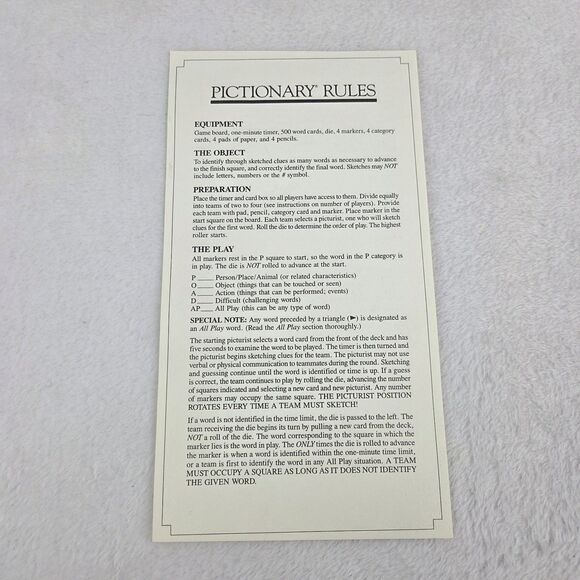 PICTIONARY® RULES
EQUIPMENT
Game board, one-minute timer, 500 word cards, die, 4 markers, 4 category
cards, 4 pads of paper, and 4 pencils.
THE OBJECT
To identify through sketched clues as many words as necessary to advance
to the finish square, and correctly identify the final word. Sketches may NOT
include letters, numbers or the # symbol.
PREPARATION
Place the timer and card box so all players have access to them. Divide equally
into teams of two to four (see instructions on number of players). Provide
each team with pad, pencil, category card and marker. Place marker in the
start square on the board. Each team selects a picturist, one who will sketch
clues for the first word. Roll the die to determine the order of play. The highest
roller starts.
THE PLAY
All markers rest in the P square to start, so the word in the P category is
in play. The die is NOT rolled to advance at the start.
P ____ Person/Place/Animal (or related characteristics)
O ____ Object (things that can be touched or seen)
A ____ Action (things that can be performed; events)
D ____ Difficult (challenging words)
AP ___ All Play (this can be any type of word)
SPECIAL NOTE: Any word preceded by a triangle (►) is designated as
an All Play word. (Read the All Play section thoroughly.)
The starting picturist selects a word card from the front of the deck and has
five seconds to examine the word to be played. The timer is then turned and
the picturist begins sketching clues for the team. The picturist may not use
verbal or physical communication to teammates during the round. Sketching
and guessing continue until the word is identified or time is up. If a guess
is correct, the team continues to play by rolling the die, advancing the number
of squares indicated and selecting a new card and new picturist. Any number
of markers may occupy the same square. THE PICTURIST POSITION
ROTATES EVERY TIME A TEAM MUST SKETCH!
If a word is not identified in the time limit, the die is passed to the left. The
team receiving the die begins its turn by pulling a new card from the deck,
NOT a roll of the die. The word corresponding to the square in which the
marker lies is the word in play. The ONLY times the die is rolled to advance
the marker is when a word is identified within the one-minute time limit,
or a team is first to identify the word in any All Play situation. A TEAM
MUST OCCUPY A SQUARE AS LONG AS IT DOES NOT IDENTIFY
THE GIVEN WORD.